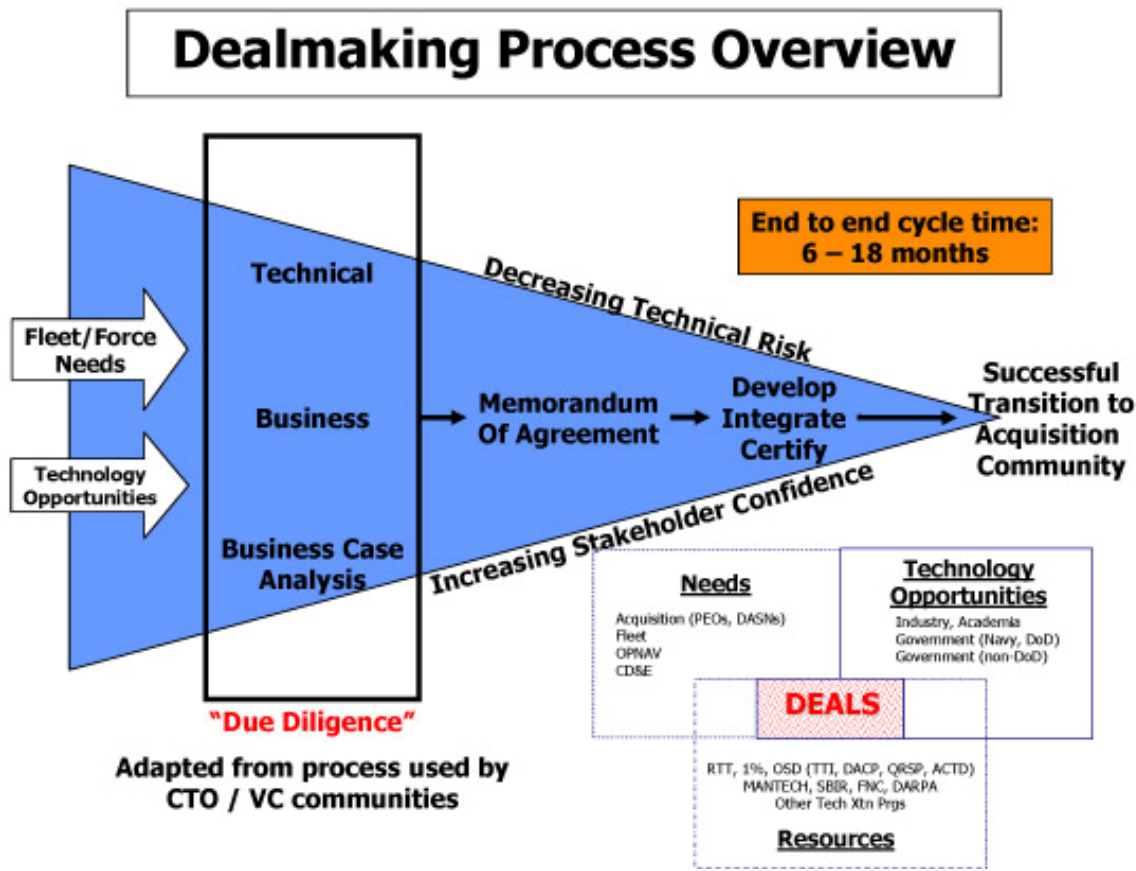 Dealmaking Process Overview
End to end cycle time:
6 – 18 months
Fleet/Force
Needs
Technology
Opportunities
Technical
Business
Business Case
Analysis
"Due Diligence"
Adapted from process used by
CTO / VC communities
Decreasing Technical Risk
Memorandum
Of Agreement
Develop
Integrate
Certify
Increasing Stakeholder Confidence
Successful
Transition to
Acquisition
Community
Needs
Acquisition (PEOs, DASNs)
Fleet
OPNAV
CD&E
Technology
Opportunities
Industry, Academia
Government (Navy, DoD)
Government (non-DoD)
DEALS
RTT, 1%, OSD (TTI, DACP, QRSP, ACTD)
MANTECH, SBIR, FNC, DARPA
Other Tech Xtn Prgs
Resources